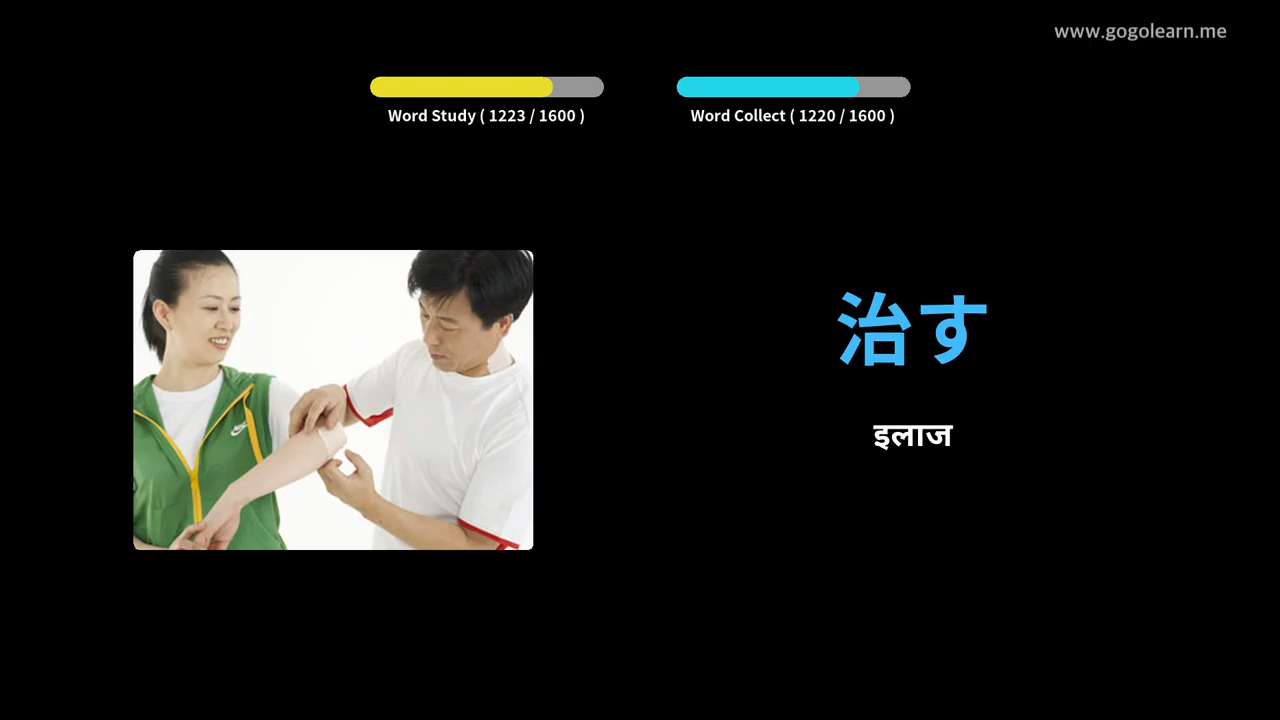 www.gogolearn.me
Word Study ( 1223 / 1600 )
Word Collect ( 1220 / 1600 )
治す
इलाज